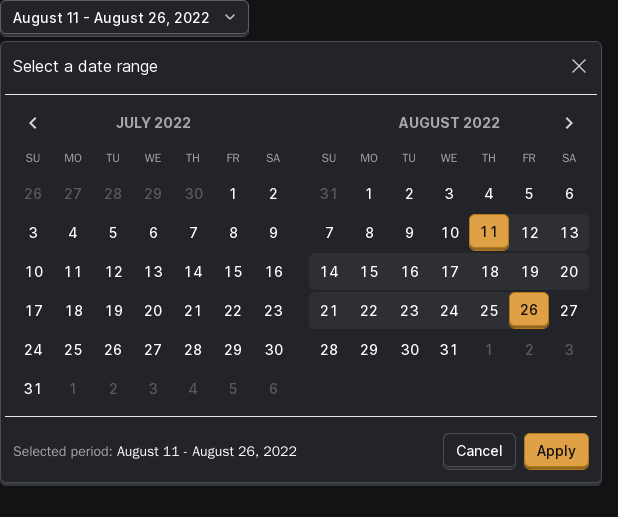 August 11 - August 26, 2022
Select a date range
JULY 2022 AUGUST 2022
SU MO TU WE TH FR SA SU MO TU WE TH FR SA
26 27 28 29 30 1 2 31 1 2 3 4 5 6
3 4 5 6 7 8 9 7 8 9 10 11 12 13
10 11 12 13 14 15 16 14 15 16 17 18 19 20
17 18 19 20 21 22 23 21 22 23 24 25 26 27
24 25 26 27 28 29 30 28 29 30 31 1 2 3
31 1 2 3 4 5 6
Selected period: August 11 - August 26, 2022 Cancel Apply